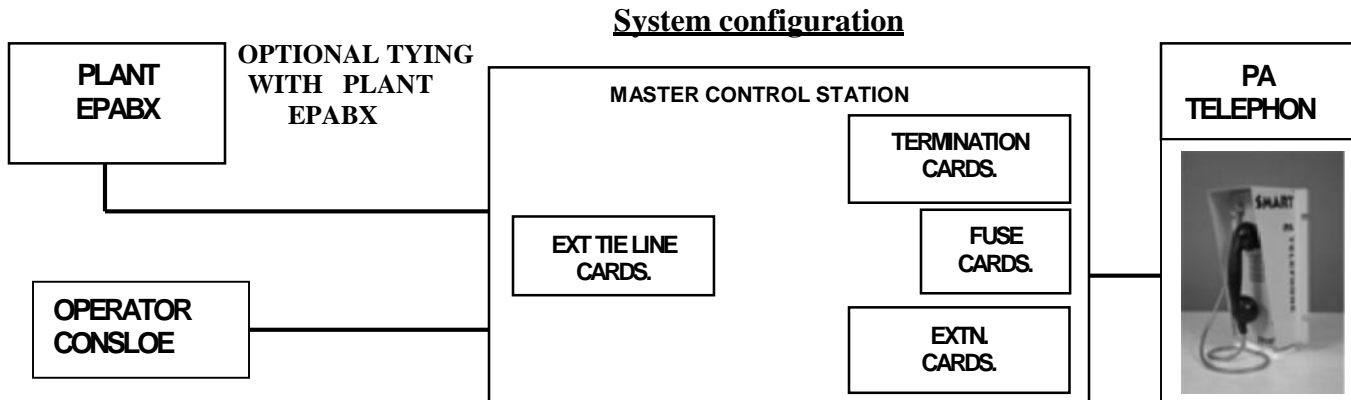 System configuration
PLANT
EPABX
OPTIONAL TYING
WITH PLANT
EPABX
MASTER CONTROL STATION
PA
TELEPHON
TERMINATION
CARDS.
EXT TIE LINE
CARDS.
FUSE
CARDS.
OPERATOR
CONSLOE
EXTN.
CARDS.
SMART
TELEPHONE